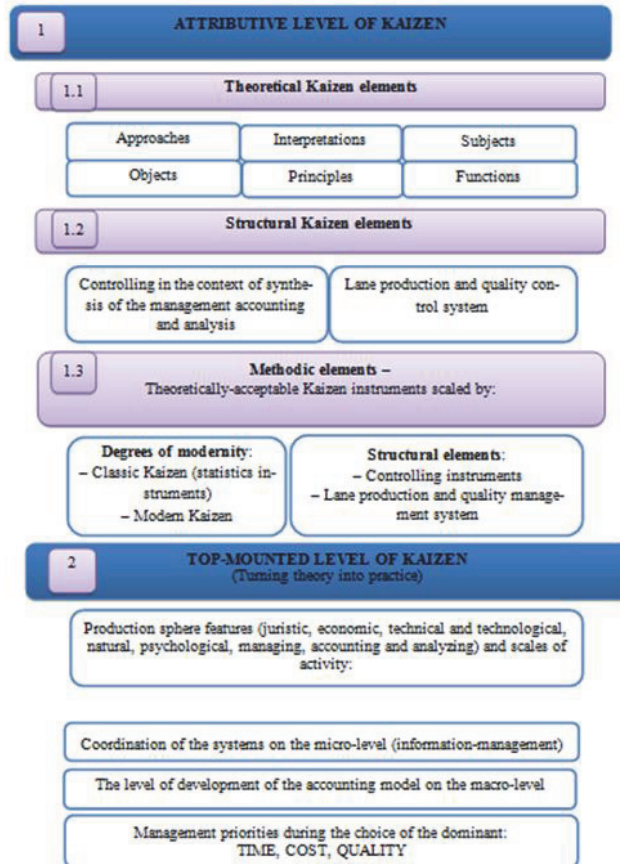 1
ATTRIBUTIVE LEVEL OF KAIZEN
1.1
Theoretical Kaizen elements
Approaches
Interpretations
Subjects
Objects
Principles
Functions
1.2
Structural Kaizen elements
Controlling in the context of synthe-
sis of the management accounting
and analysis
Lane production and quality con-
trol system
1.3
Methodic elements –
Theoretically-acceptable Kaizen instruments scaled by:
Degrees of modernity:
– Classic Kaizen (statistics in-
struments)
– Modern Kaizen
Structural elements:
– Controlling instruments
– Lane production and quality manage-
ment system
2
TOP-MOUNTED LEVEL OF KAIZEN
(Turning theory into practice)
Production sphere features (juristic, economic, technical and technological,
natural, psychological, managing, accounting and analyzing) and scales of
activity:
Coordination of the systems on the micro-level (information-management)
The level of development of the accounting model on the macro-level
Management priorities during the choice of the dominant:
TIME, COST, QUALITY